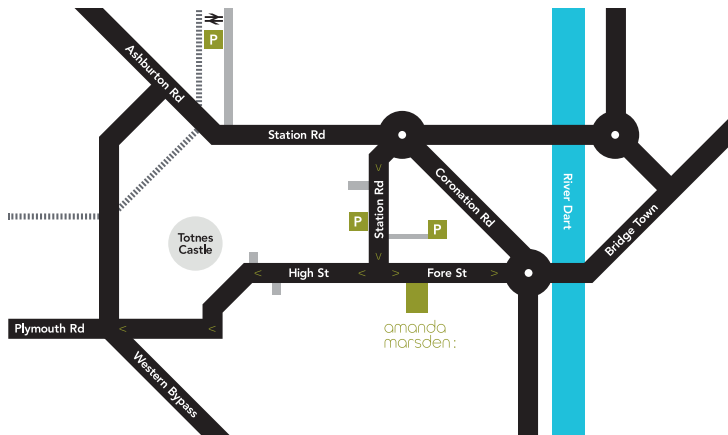 P
Ashburton Rd
Station Rd
Coronation Rd
Station Rd
P
P
River Dart
Bridge Town
Totnes
Castle
High St
Fore St
Plymouth Rd
amanda
marsden:
Western Bypass